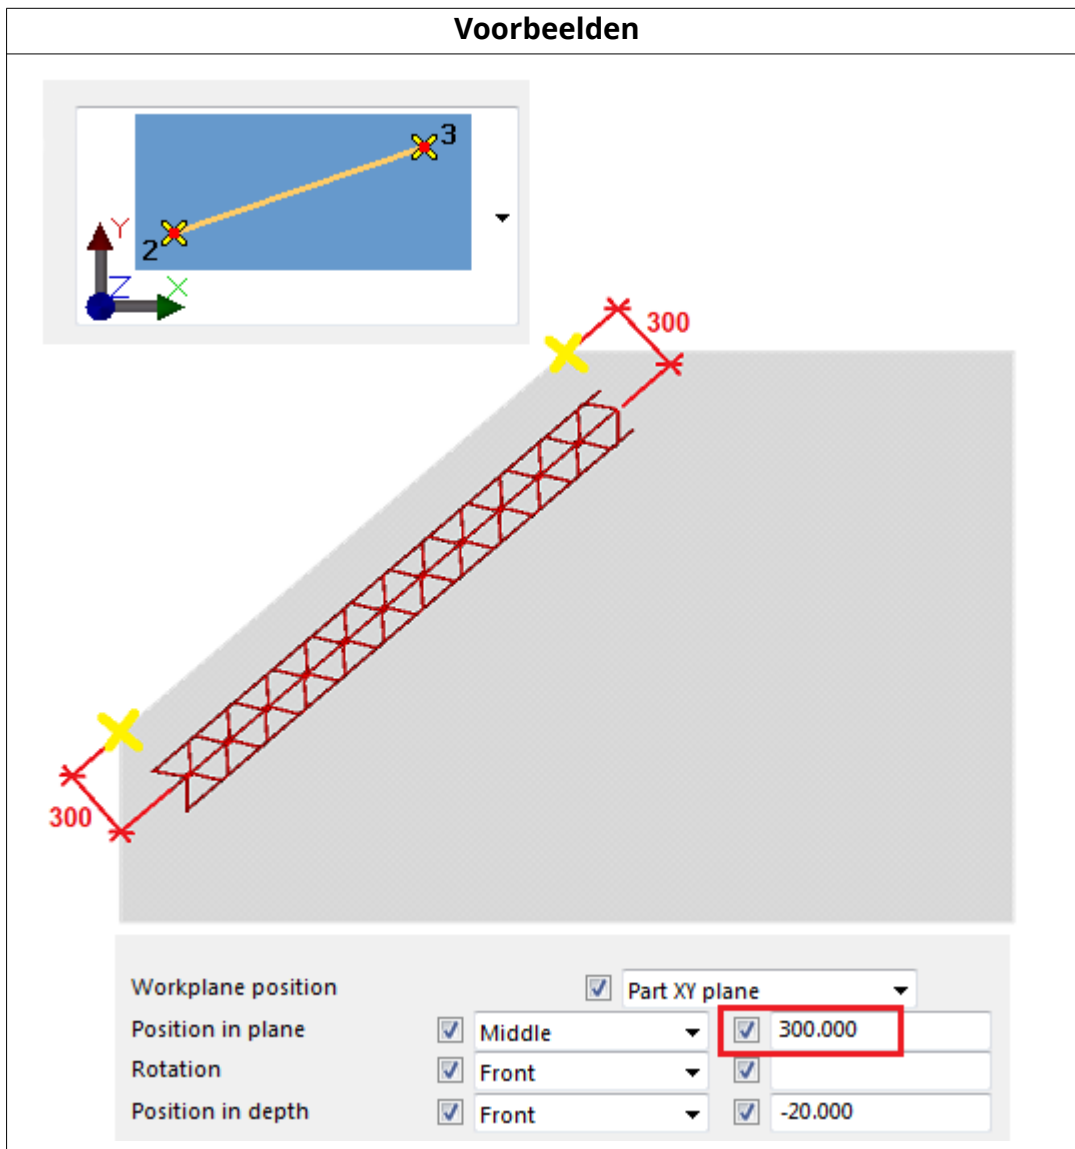 Voorbeelden
3
2
Y
Z
X
300
300
Workplane position Part XY plane
Position in plane Middle 300.000
Rotation Front
Position in depth Front -20.000